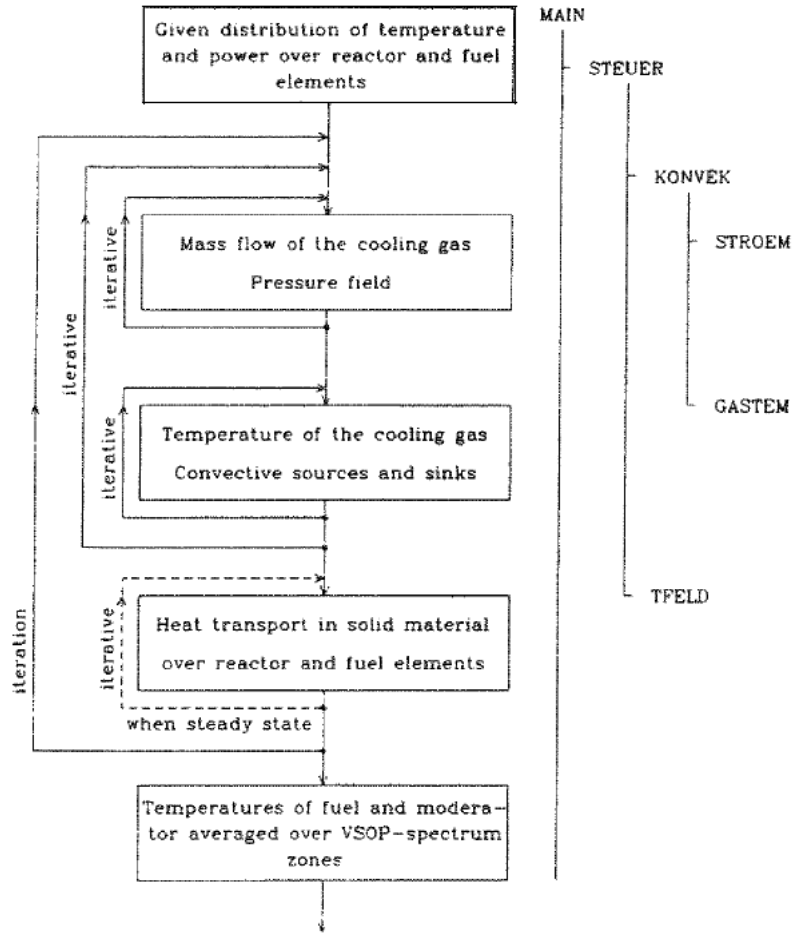 Given distribution of temperature
and power over reactor and fuel
elements
MAIN
STEUER
KONVEK
STROEM
GASTEM
TFELD
iterative
Mass flow of the cooling gas
Pressure field
iterative
iterative
Temperature of the cooling gas
Convective sources and sinks
iteration
iterative
Heat transport in solid material
over reactor and fuel elements
when steady state
Temperatures of fuel and modera-
tor averaged over VSOP-spectrum
zones